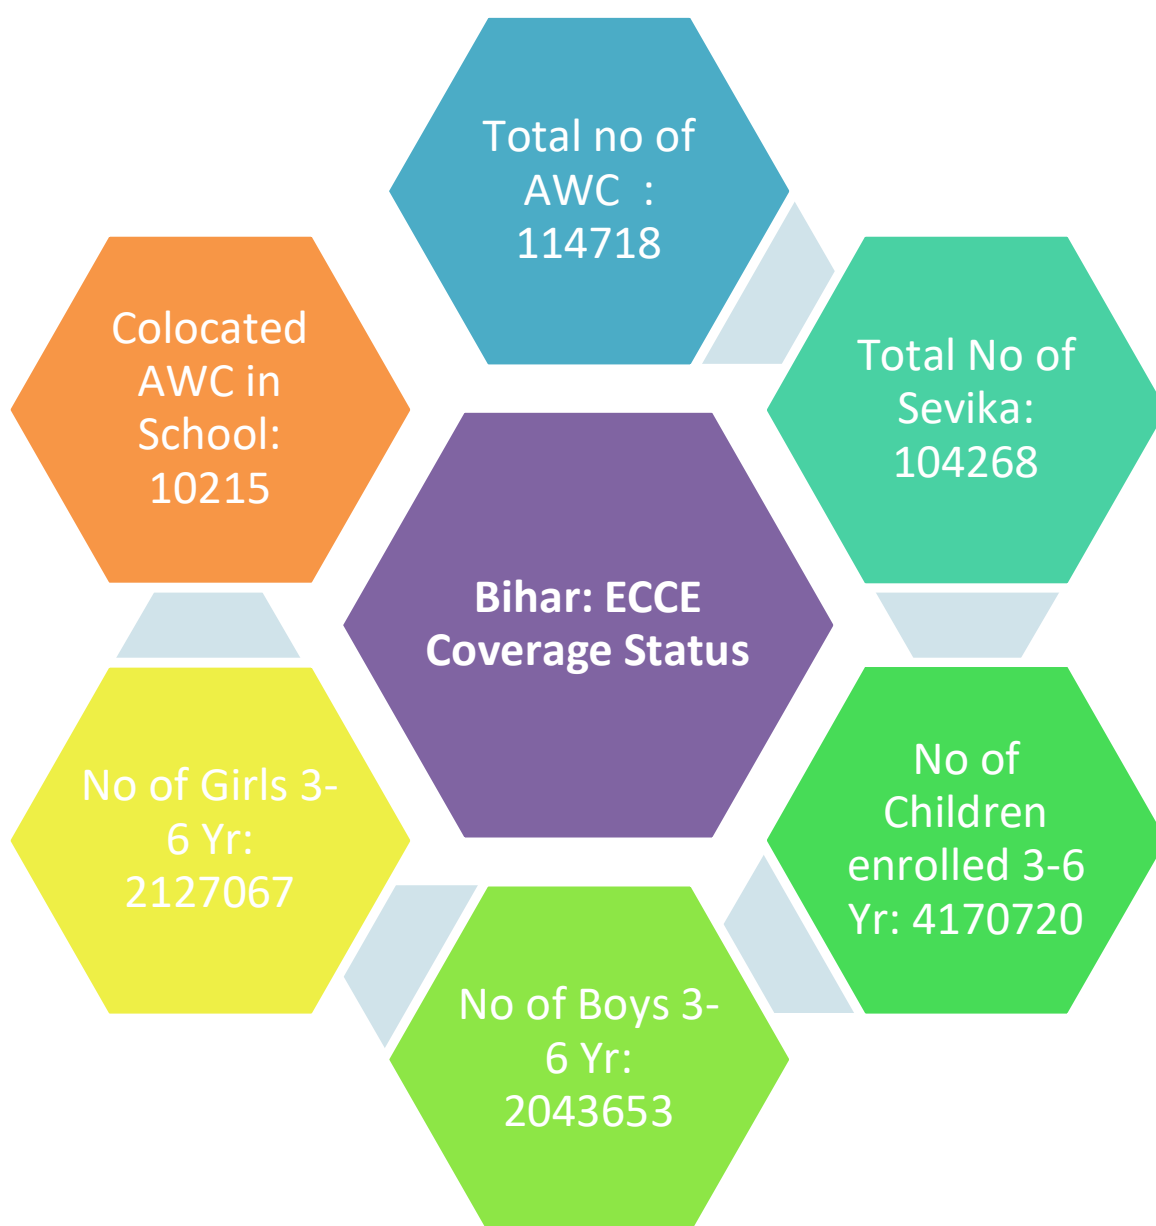 Total no of
AWC  :
114718
Total No of
Sevika:
104268
No of
Children
enrolled 3-6
Yr: 4170720
No of Boys 3-
6 Yr:
2043653
No of Girls 3-
6 Yr:
2127067
Colocated
AWC in
School:
10215
Bihar: ECCE
Coverage Status